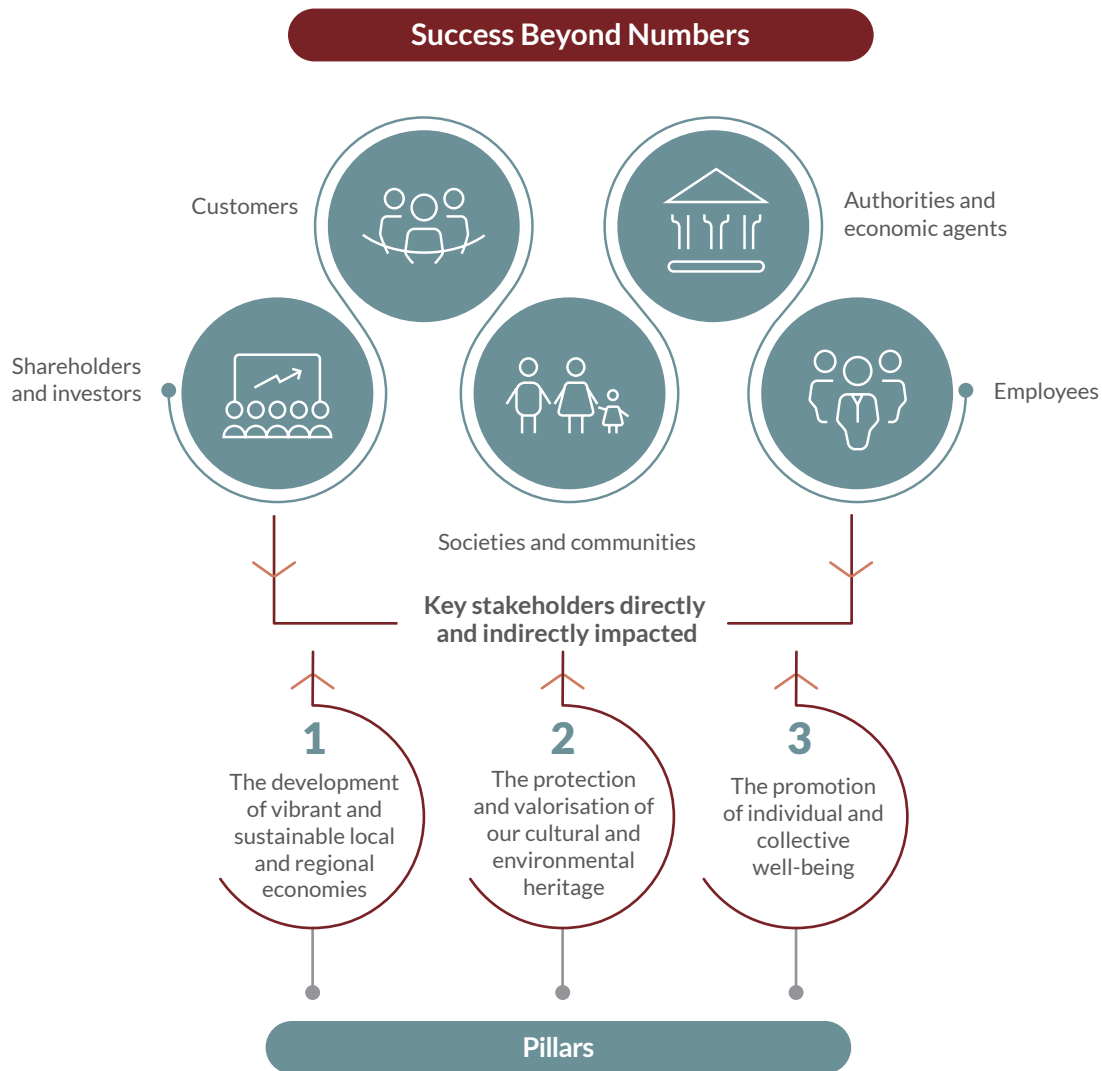 Success Beyond Numbers
Customers
Authorities and
economic agents
Shareholders
and investors
Employees
Societies and communities
Key stakeholders directly
and indirectly impacted
1
The development
of vibrant and
sustainable local
and regional
economies
2
The protection
and valorisation of
our cultural and
environmental
heritage
3
The promotion
of individual and
collective
well-being
Pillars